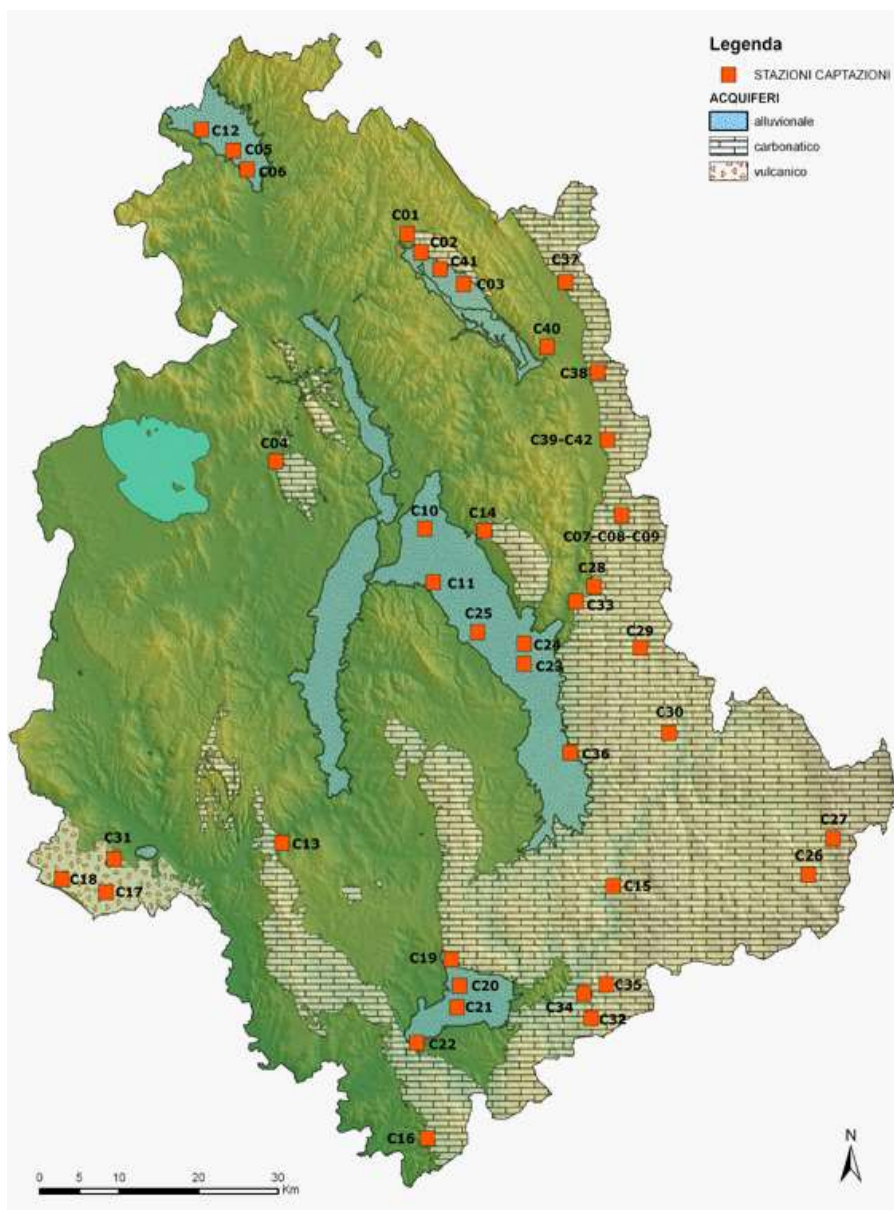 Legenda
STAZIONI CAPTAZIONI
ACQUIFERI
alluvionale
carbonatico
vulcanico
C12
C05
C06
C01
C02
C41
C03
C37
C40
C38
C39-C42
C04
C10
C14
C07-C08-C09
C11
C28
C33
C25
C24
C23
C29
C30
C36
C13
C31
C18
C17
C27
C26
C15
C19
C20
C21
C35
C34
C32
C22
C16
N
0 5 10 20 30
Km